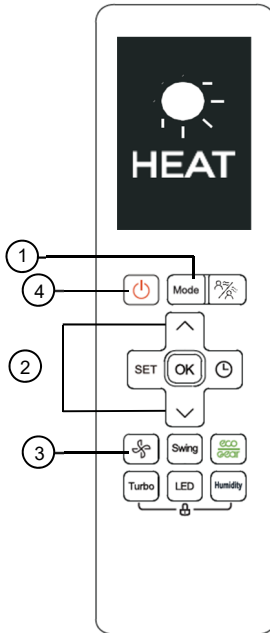 HEAT
1
4
Mode
2
SET
OK
3
Swing
eco
Gear
Turbo
LED
Humidity